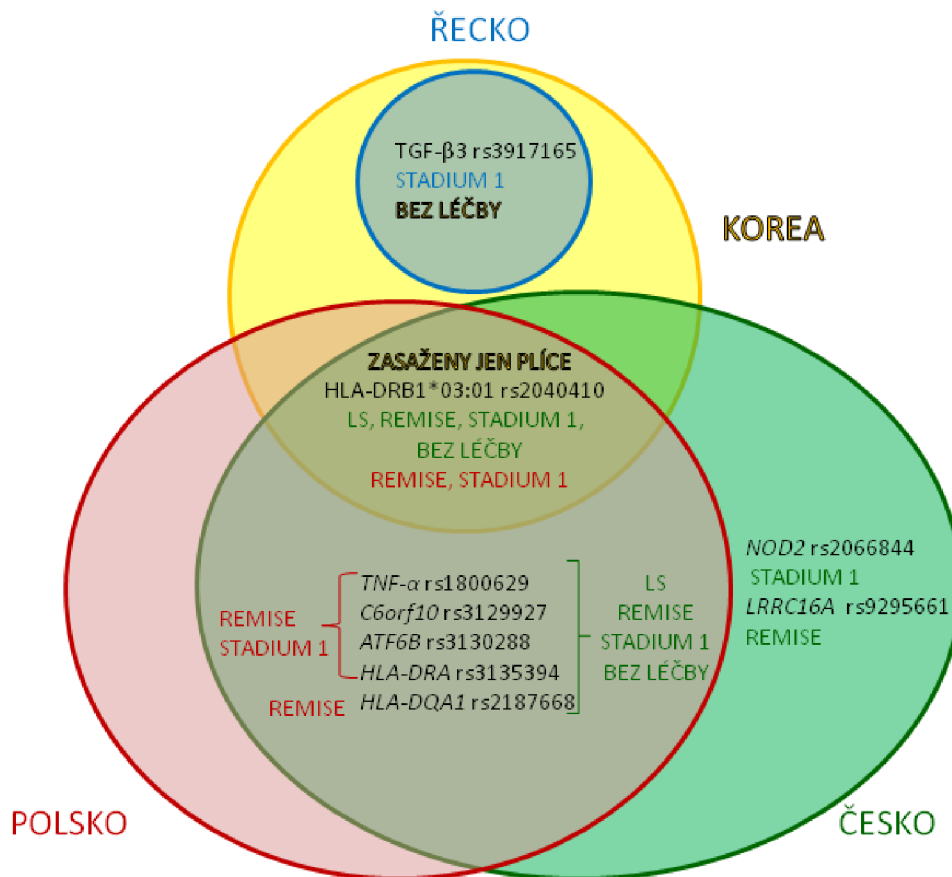 ŘECKO
TGF-β3 rs3917165
STADIUM 1
BEZ LÉČBY
KOREA
ZASAŽENY JEN PLÍCE
HLA-DRB1*03:01 rs2040410
LS, REMISE, STADIUM 1,
BEZ LÉČBY
REMISE, STADIUM 1
NOD2 rs2066844
STADIUM 1
LRRC16A rs9295661
REMISE
REMISE
STADIUM 1
REMISE
TNF-α rs1800629
C6orf10 rs3129927
ATF6B rs3130288
HLA-DRA rs3135394
HLA-DQA1 rs2187668
LS
REMISE
STADIUM 1
BEZ LÉČBY
POLSKO
ČESKO